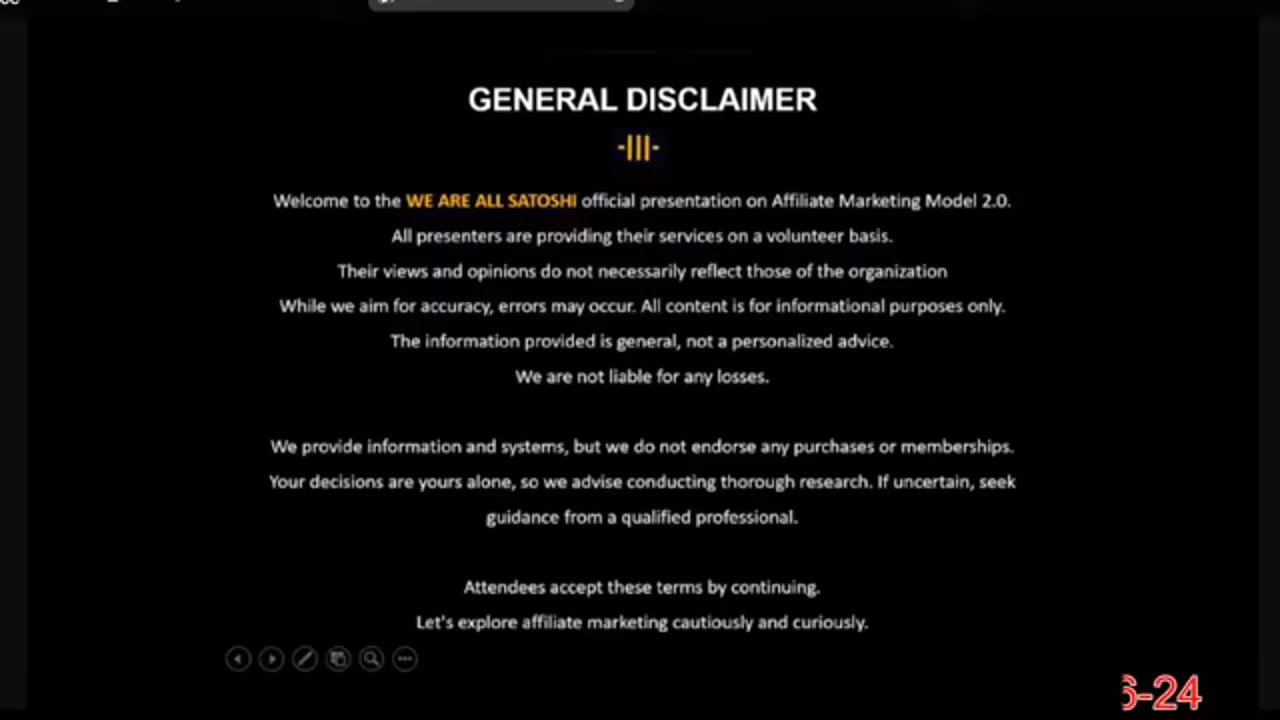 GENERAL DISCLAIMER
Welcome to the WE ARE ALL SATOSHI official presentation on Affiliate Marketing Model 2.0.
All presenters are providing their services on a volunteer basis.
Their views and opinions do not necessarily reflect those of the organization
While we aim for accuracy, errors may occur. All content is for informational purposes only.
The information provided is general, not a personalized advice.
We are not liable for any losses.
We provide information and systems, but we do not endorse any purchases or memberships.
Your decisions are yours alone, so we advise conducting thorough research. If uncertain, seek
guidance from a qualified professional.
Attendees accept these terms by continuing.
Let's explore affiliate marketing cautiously and curiously.
-24